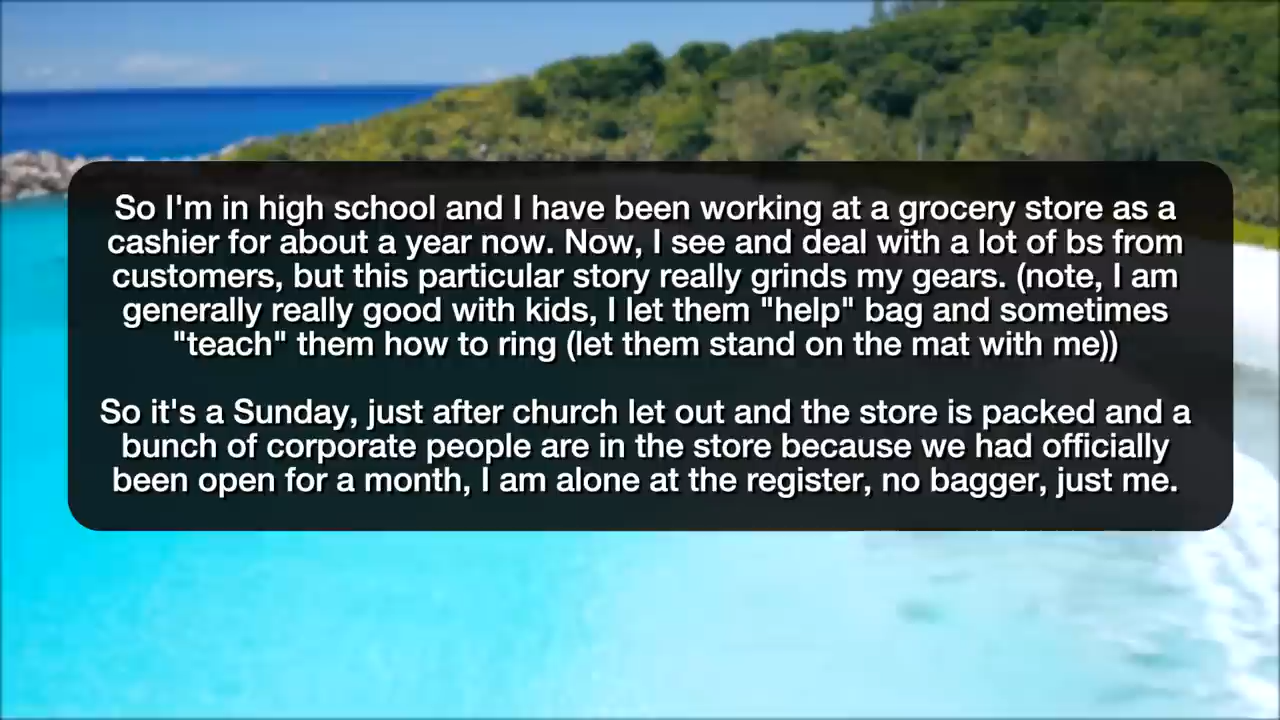 So I'm in high school and I have been working at a grocery store as a
cashier for about a year now. Now, I see and deal with a lot of bs from
customers, but this particular story really grinds my gears. (note, I am
generally really good with kids, I let them "help" bag and sometimes
"teach" them how to ring (let them stand on the mat with me))
So it's a Sunday, just after church let out and the store is packed and a
bunch of corporate people are in the store because we had officially
been open for a month, I am alone at the register, no bagger, just me.